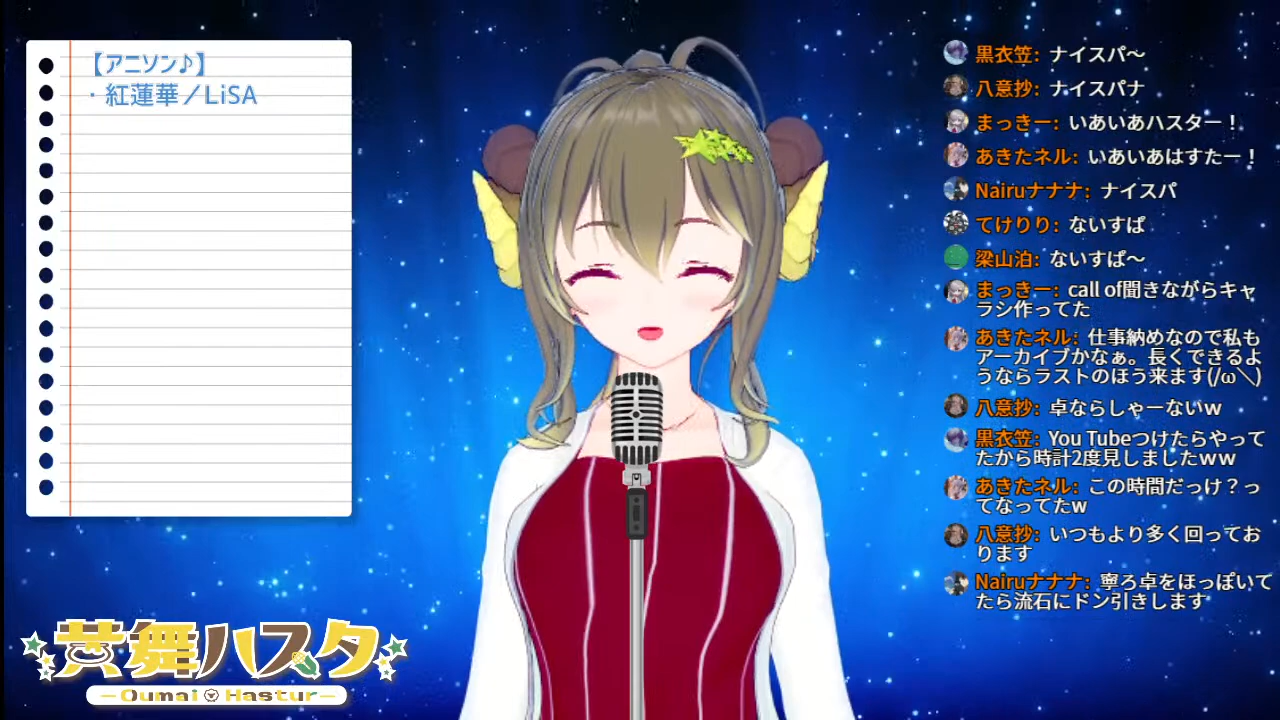 【アニソン♪】
・紅蓮華／LiSA
黒衣笠: ナイスパ～
八意抄: ナイスパナ
まっきー: いあいあハスター！
あきたネル: いあいあはすたー！
Nairuナナナ: ナイスパ
てけりり: ないすぱ
梁山泊: ないすぱ～
まっきー: call of聞きながらキャ
ラシ作ってた
あきたネル: 仕事納めなので私も
アーカイブかなぁ。長くできるよ
うならラストのほう来ます(/ω＼)
八意抄: 卓ならしゃーないw
黒衣笠: You Tubeつけたらやって
たから時計2度見しましたww
あきたネル: この時間だっけ？っ
てなってたw
八意抄: いつもより多く回ってお
ります
Nairuナナナ: 寧ろ卓をほっぽいて
たら流石にドン引きします
黄舞ハスタ
Oumai Hastur